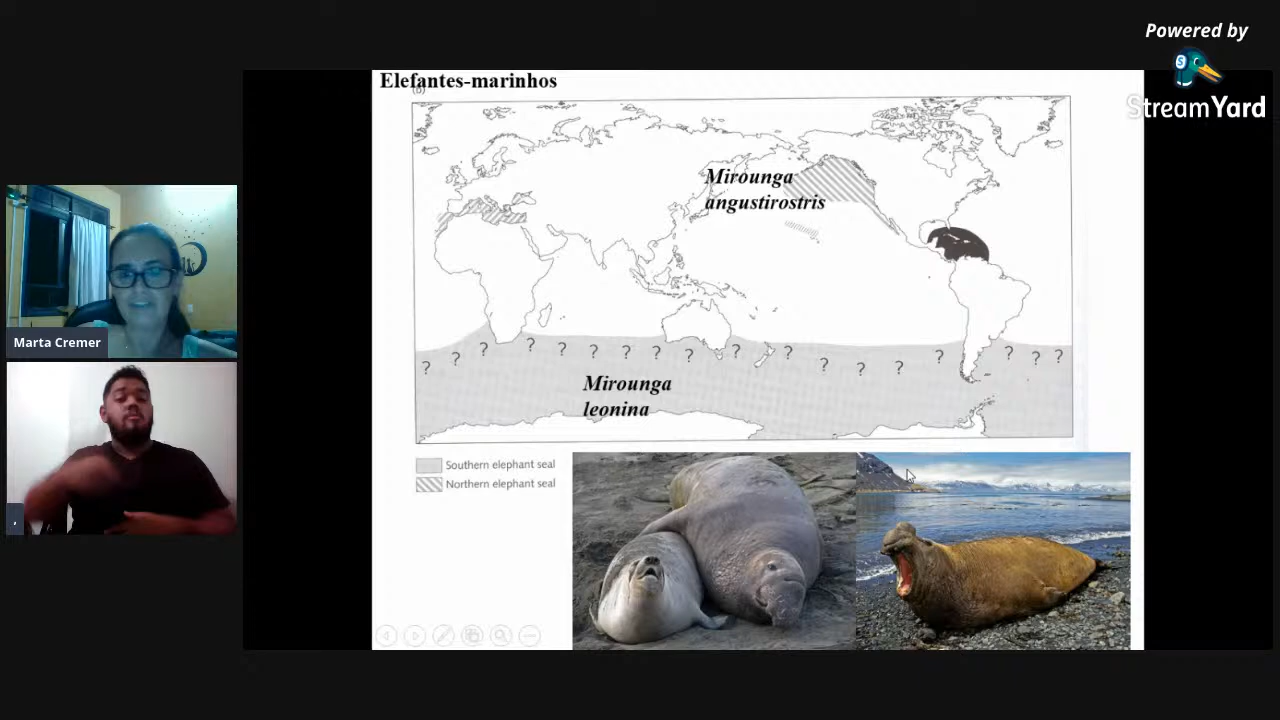 Powered by
StreamYard
Elefantes-marinhos
(b)
Mirounga
angustirostris
? ? ? ? ? ? ? ? ? ? ? ? ? ? ? ? ? ? ?
Mirounga
leonina
Southern elephant seal
Northern elephant seal
Marta Cremer